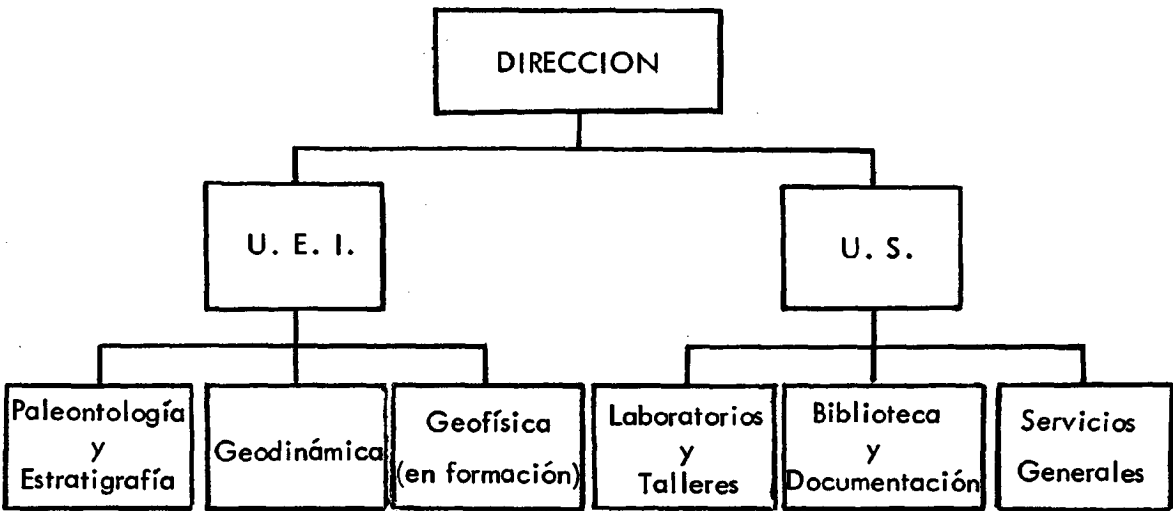 DIRECCION
U. E. I.
U. S.
Paleontología
y
Estratigrafía
Geodinámica
Geofísica
(en formación)
Laboratorios
y
Talleres
Biblioteca
y
Documentación
Servicios
Generales